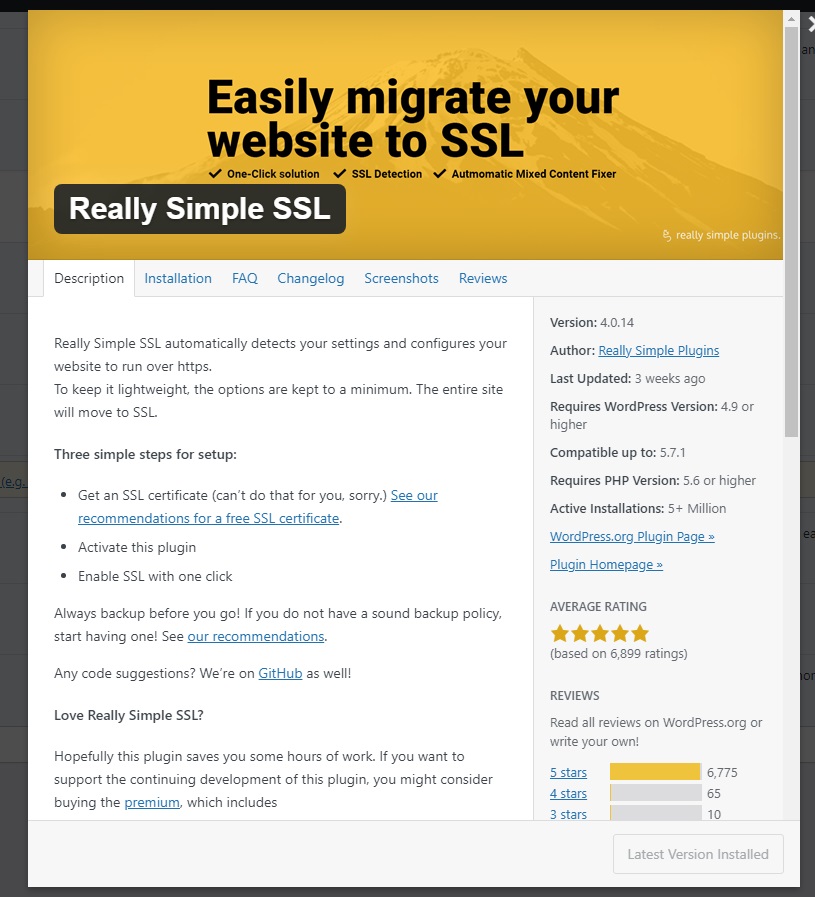 Easily migrate your
website to SSL
One-Click solution SSL Detection Autmomatic Mixed Content Fixer
Really Simple SSL
really simple plugins.
Description Installation FAQ Changelog Screenshots Reviews
Really Simple SSL automatically detects your settings and configures your
website to run over https.
To keep it lightweight, the options are kept to a minimum. The entire site
will move to SSL.
Three simple steps for setup:
Get an SSL certificate (can't do that for you, sorry.) See our
recommendations for a free SSL certificate.
Activate this plugin
Enable SSL with one click
Always backup before you go! If you do not have a sound backup policy,
start having one! See our recommendations.
Any code suggestions? We're on GitHub as well!
Love Really Simple SSL?
Hopefully this plugin saves you some hours of work. If you want to
support the continuing development of this plugin, you might consider
buying the premium, which includes
Version: 4.0.14
Author: Really Simple Plugins
Last Updated: 3 weeks ago
Requires WordPress Version: 4.9 or
higher
Compatible up to: 5.7.1
Requires PHP Version: 5.6 or higher
Active Installations: 5+ Million
WordPress.org Plugin Page »
Plugin Homepage »
AVERAGE RATING
(based on 6,899 ratings)
REVIEWS
Read all reviews on WordPress.org or
write your own!
5 stars 6,775
4 stars 65
3 stars 10
Latest Version Installed
(e.g.